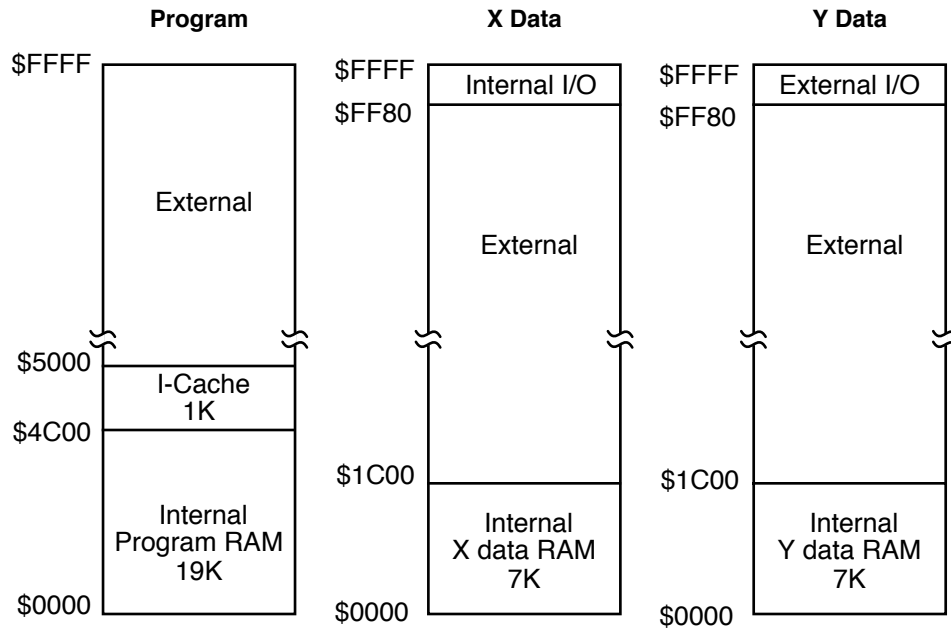 Program
$FFFF
External
$5000
I-Cache
1K
$4C00
Internal
Program RAM
19K
$0000
X Data
$FFFF
Internal I/O
$FF80
External
$1C00
Internal
X data RAM
7K
$0000
Y Data
$FFFF
External I/O
$FF80
External
$1C00
Internal
Y data RAM
7K
$0000